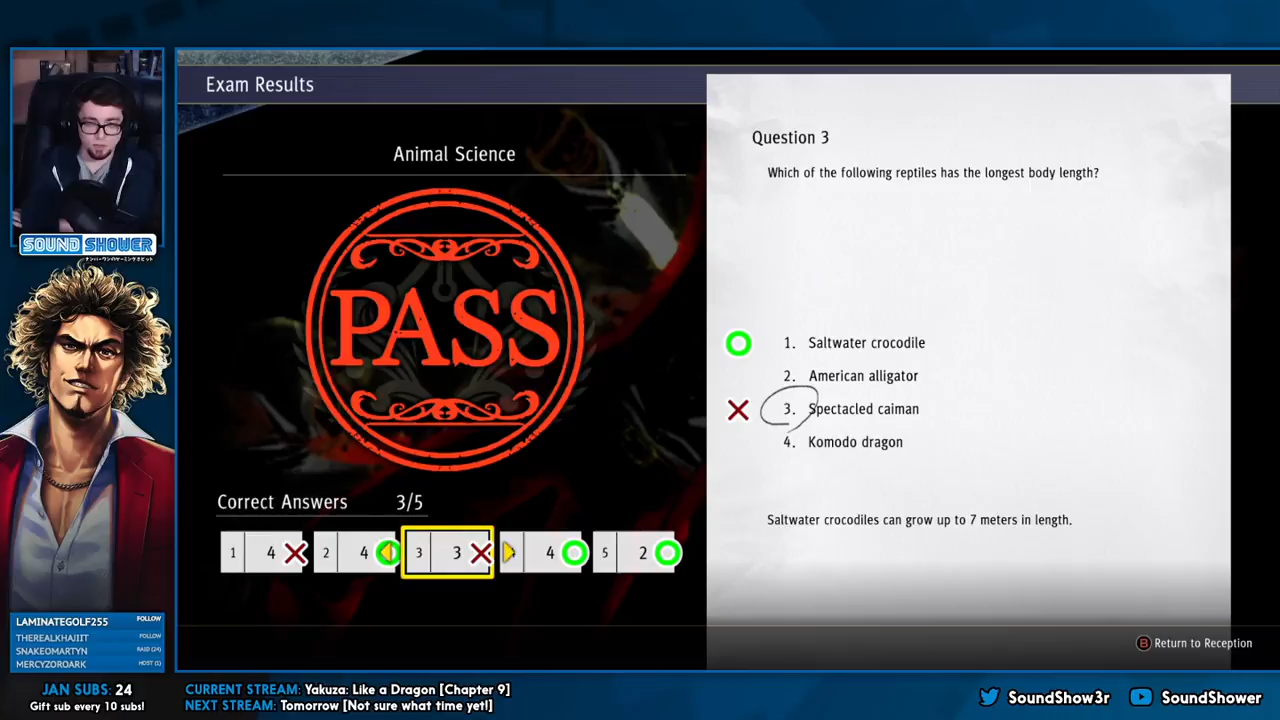 Exam Results
Animal Science
PASS
Correct Answers 3/5
1 4
2 4
3 3
4
5 2
Question 3
Which of the following reptiles has the longest body length?
1. Saltwater crocodile
2. American alligator
3. Spectacled caiman
4. Komodo dragon
Saltwater crocodiles can grow up to 7 meters in length.
B Return to Reception
SOUND SHOWER
LAMINATEGOLF255 FOLLOW
THEREALKHAJIIT FOLLOW
SNAKEOMARTYN RAID (24)
MERCYZOROARK HOST (1)
JAN SUBS: 24
Gift sub every 10 subs!
CURRENT STREAM: Yakuza: Like a Dragon [Chapter 9]
NEXT STREAM: Tomorrow [Not sure what time yet!]
SoundShow3r
SoundShower